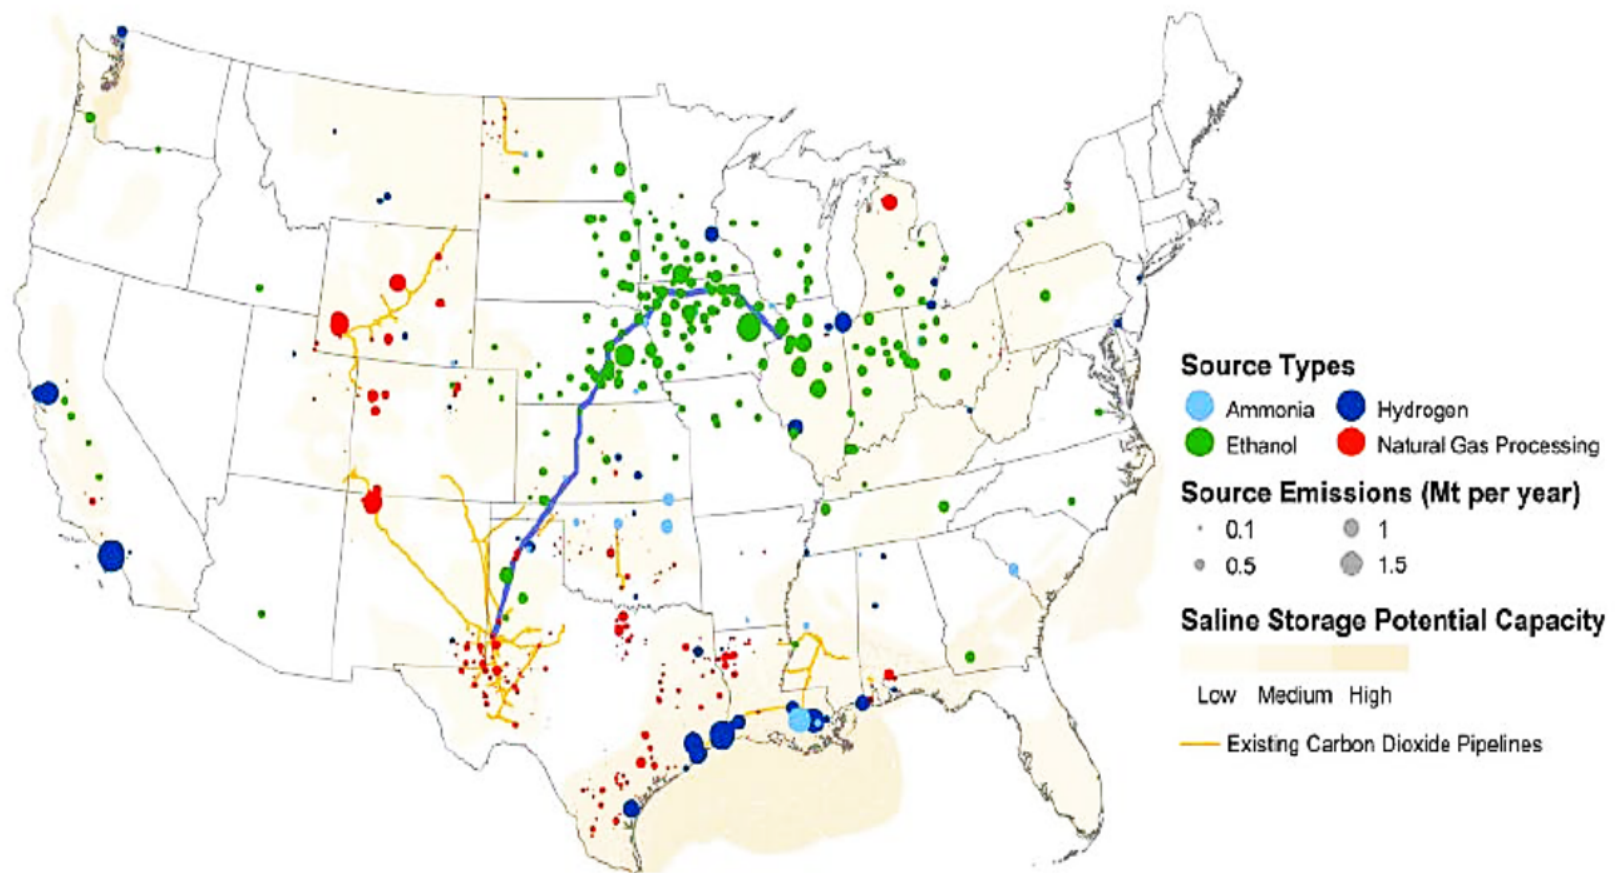 Source Types
Ammonia Hydrogen
Ethanol Natural Gas Processing
Source Emissions (Mt per year)
0.1 1
0.5 1.5
Saline Storage Potential Capacity
Low Medium High
Existing Carbon Dioxide Pipelines